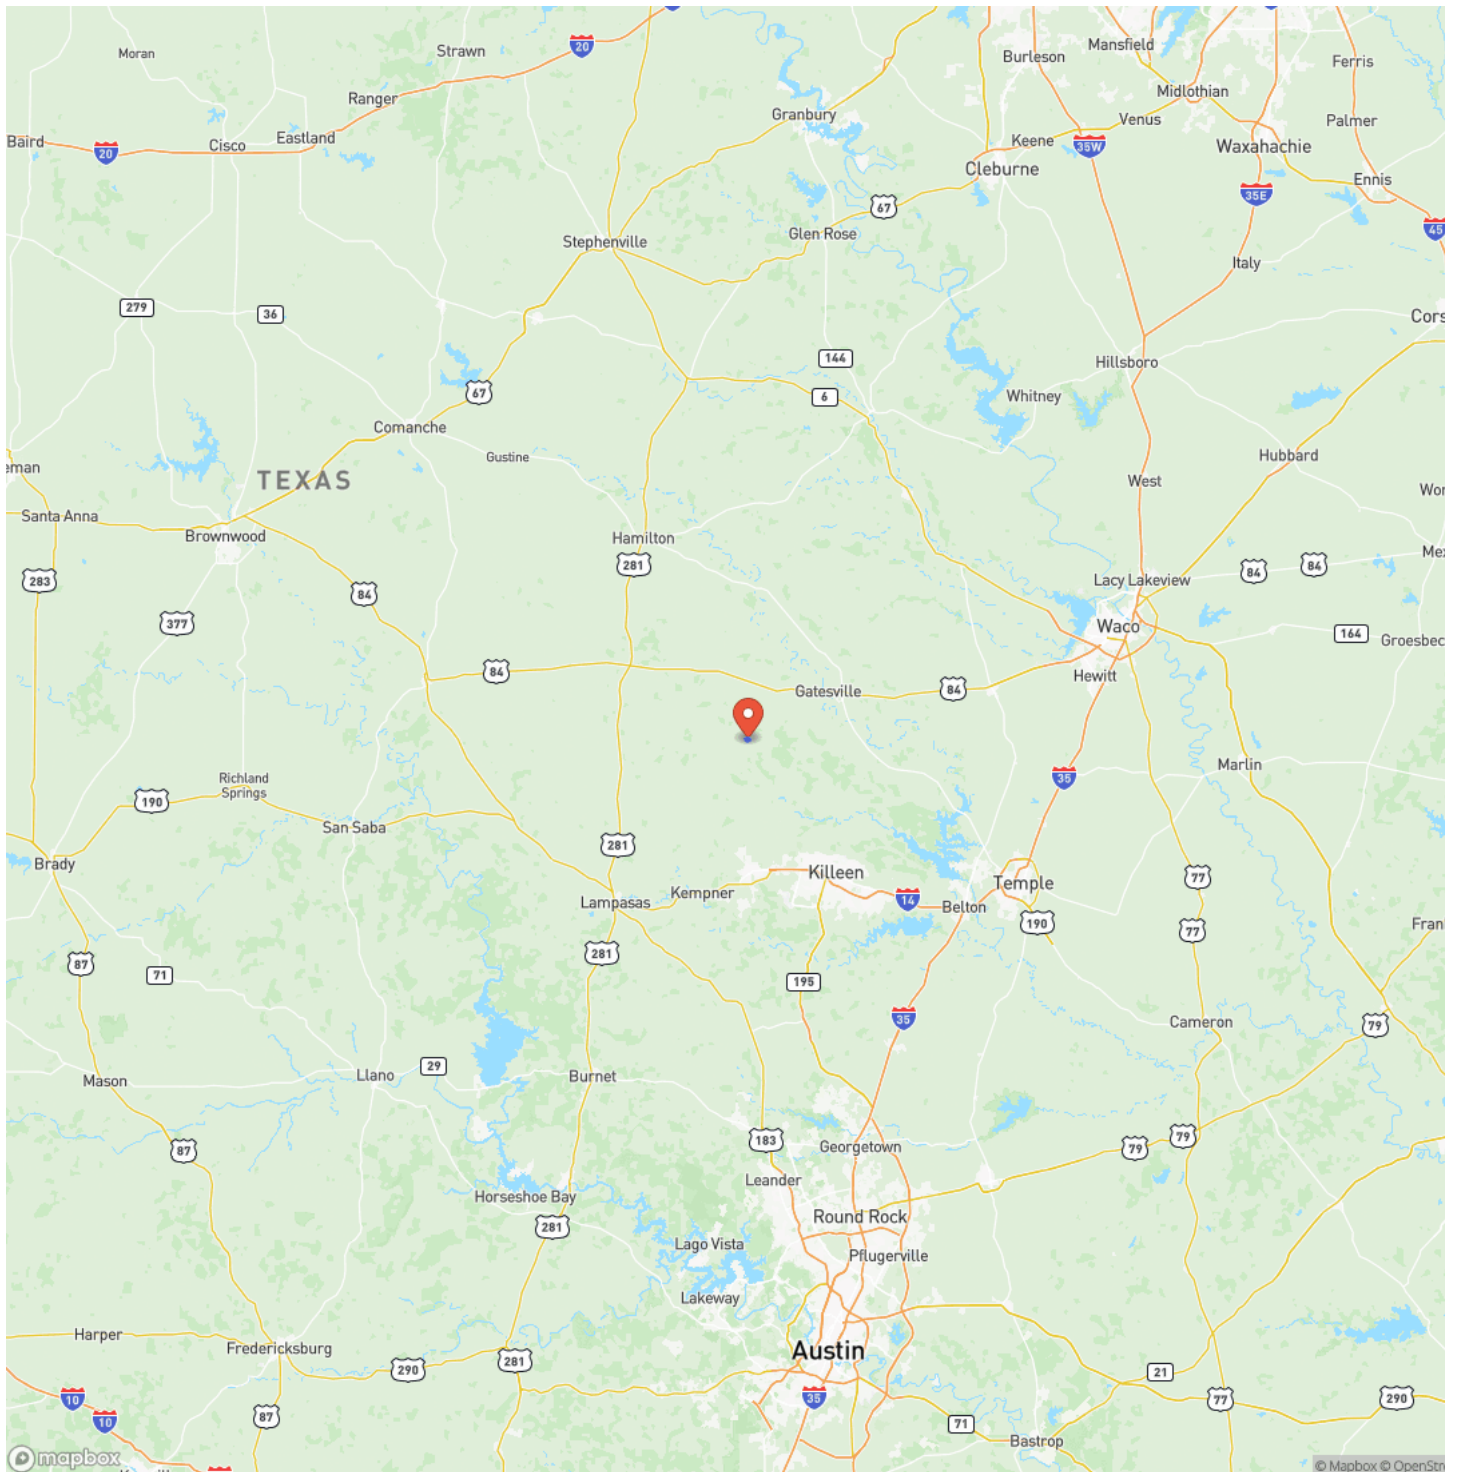 Moran
Strawn
20
Mansfield
Burleson
Ferris
Ranger
Midlothian
Granbury
Venus
Palmer
Baird
Cisco
Eastland
20
Keene
35W
Waxahachie
Cleburne
Ennis
35E
67
Glen Rose
Stephenville
45
Italy
279
36
Cors
144
Hillsboro
67
6
Whitney
Comanche
Gustine
Hubbard
eman
TEXAS
West
Wor
Santa Anna
Brownwood
Hamilton
Mex
281
84
84
283
Lacy Lakeview
84
377
Waco
164
Groesbec
84
Hewitt
Gatesville
84
Marlin
35
Richland
Springs
190
San Saba
281
Brady
Killeen
77
Temple
Kempner
14
Lampasas
Belton
190
77
Fran
281
87
71
195
35
Cameron
79
29
Llano
Burnet
Mason
183
79
79
87
Georgetown
Leander
Horseshoe Bay
Round Rock
281
Lago Vista
Pflugerville
Lakeway
Harper
Fredericksburg
Austin
281
290
21
10
35
77
290
10
87
71
Bastrop
mapbox
© Mapbox © OpenStre